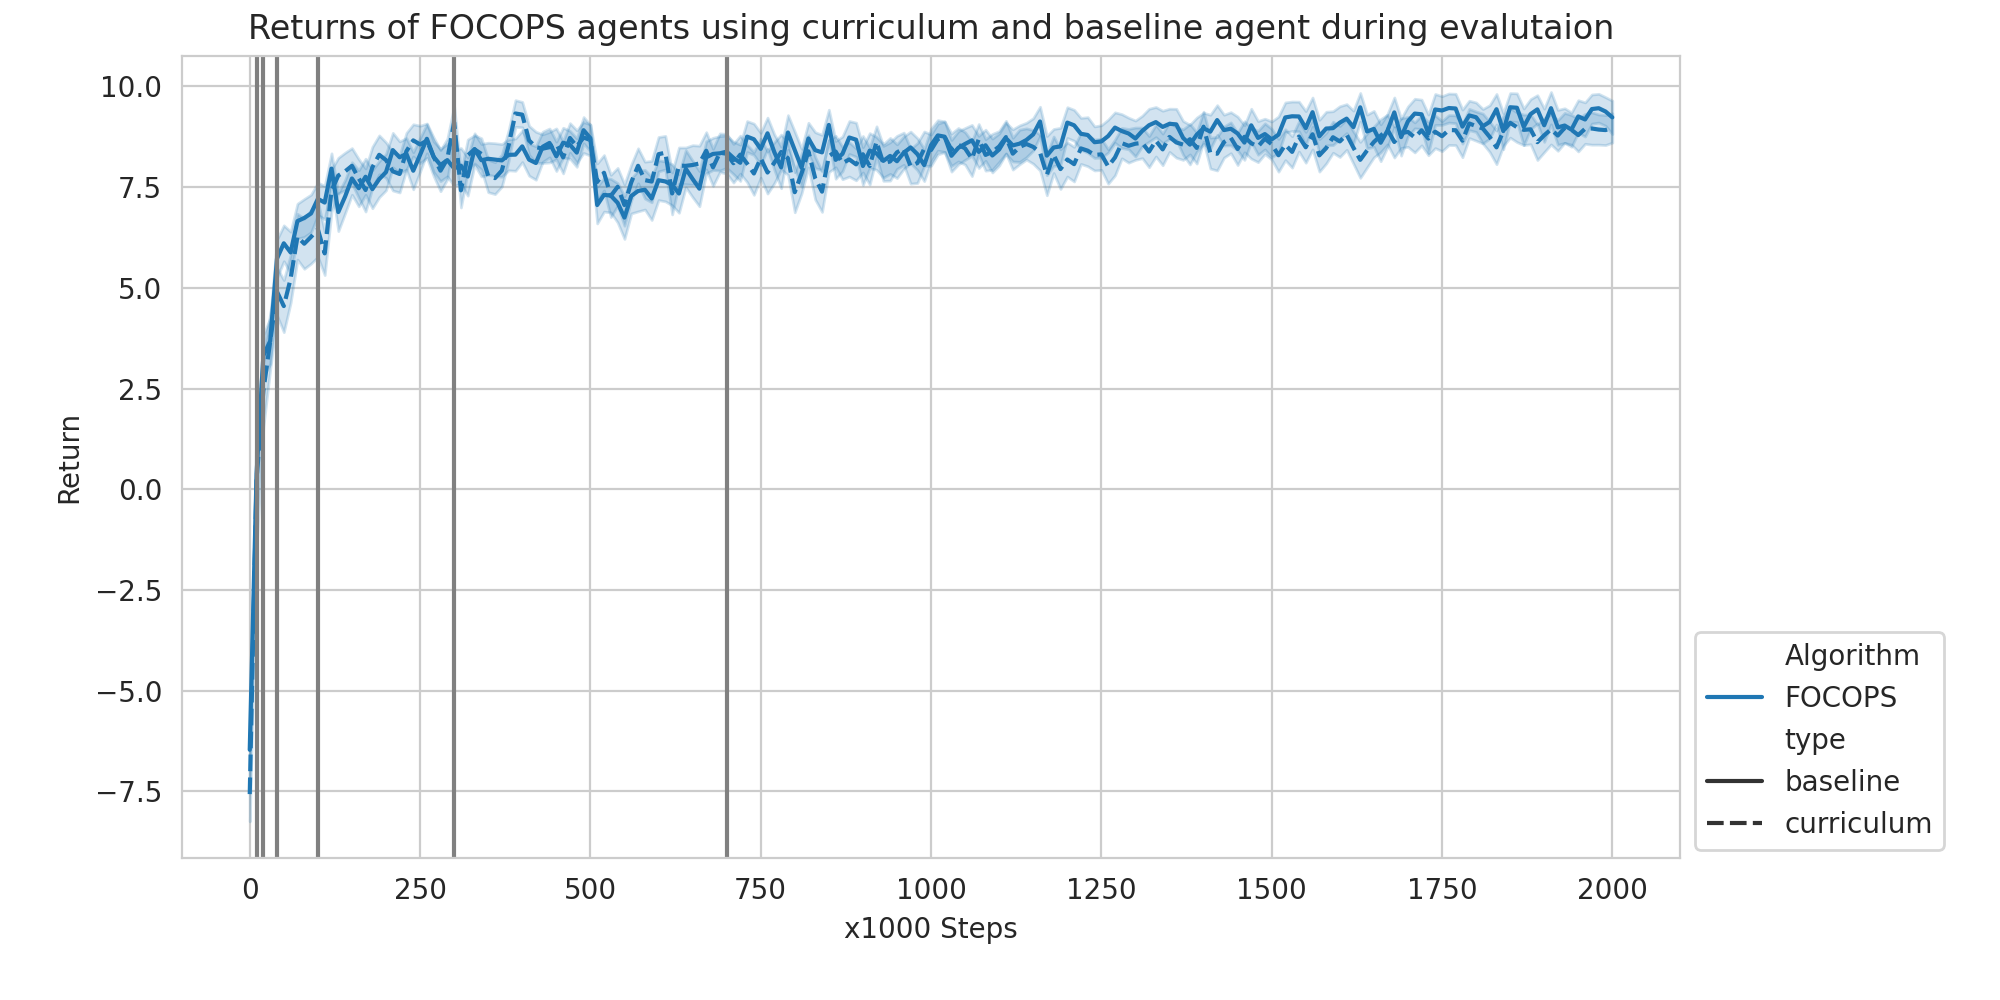 Returns of FOCOPS agents using curriculum and baseline agent during evalutaion
10.0
7.5
5.0
2.5
0.0
−2.5
−5.0
−7.5
Return
0 250 500 750 1000 1250 1500 1750 2000
x1000 Steps
Algorithm
FOCOPS
type
baseline
curriculum